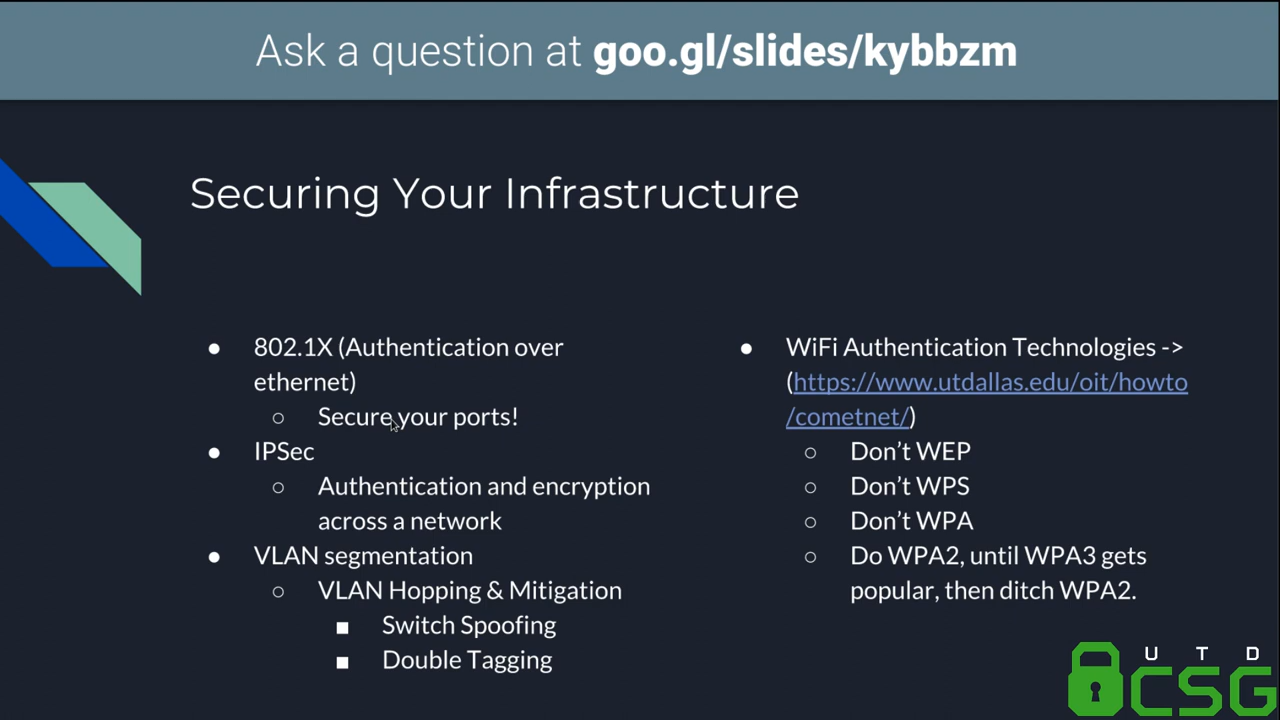 Ask a question at goo.gl/slides/kybbzm
Securing Your Infrastructure
● 802.1X (Authentication over
ethernet)
○ Secure your ports!
● IPSec
○ Authentication and encryption
across a network
● VLAN segmentation
○ VLAN Hopping & Mitigation
■ Switch Spoofing
■ Double Tagging
● WiFi Authentication Technologies ->
(https://www.utdallas.edu/oit/howto
/cometnet/)
○ Don’t WEP
○ Don’t WPS
○ Don’t WPA
○ Do WPA2, until WPA3 gets
popular, then ditch WPA2.
U T D
CSG